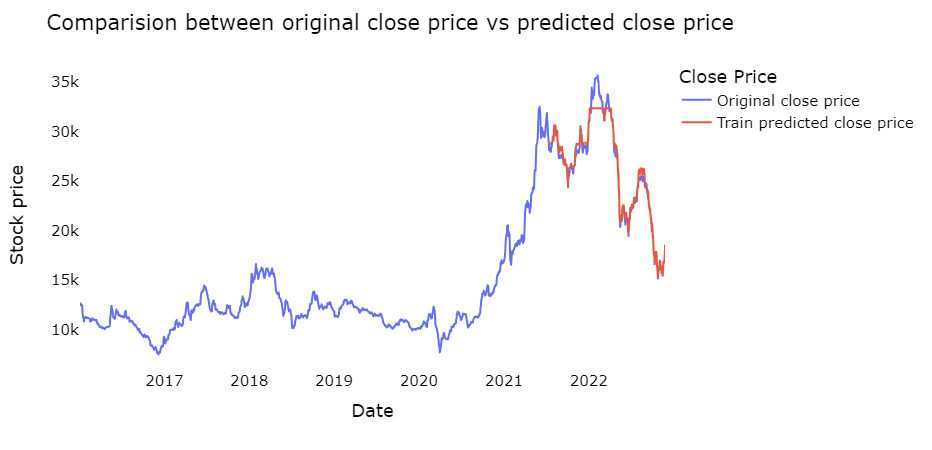 Comparision between original close price vs predicted close price
Close Price
Original close price
Train predicted close price
Stock price
35k
30k
25k
20k
15k
10k
2017 2018 2019 2020 2021 2022
Date